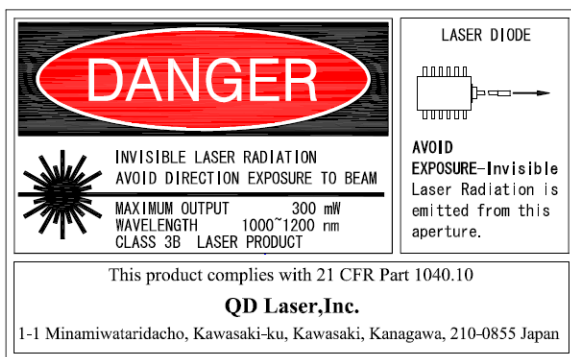 DANGER
INVISIBLE LASER RADIATION
AVOID DIRECTION EXPOSURE TO BEAM
MAXIMUM OUTPUT 300 mW
WAVELENGTH 1000~1200 nm
CLASS 3B LASER PRODUCT
LASER DIODE
AVOID
EXPOSURE-Invisible
Laser Radiation is
emitted from this
aperture.
This product complies with 21 CFR Part 1040.10
QD Laser,Inc.
1-1 Minamiwataridacho, Kawasaki-ku, Kawasaki, Kanagawa, 210-0855 Japan